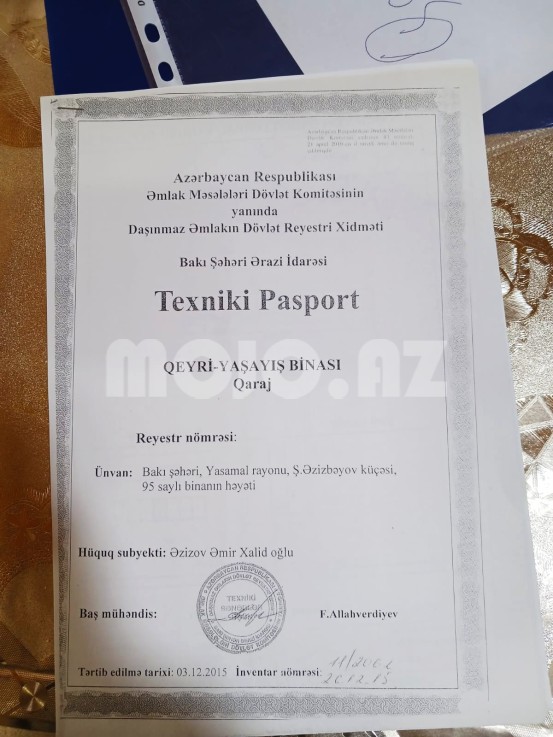 Azərbaycan Respublikası
Əmlak Məsələləri Dövlət Komitəsinin
yanında
Daşınmaz Əmlakın Dövlət Reyestri Xidməti
Bakı Şəhəri Ərazi İdarəsi
Texniki Pasport
MOJO.AZ
QEYRİ-YAŞAYIŞ BİNASI
Qaraj
Reyestr nömrəsi:
Ünvan: Bakı şəhəri, Yasamal rayonu, Ş.Əzizbəyov küçəsi,
95 saylı binanın həyəti
Hüquq subyekti: Əzizov Əmir Xalid oğlu
TEXNİKİ
Baş mühəndis: F.Allahverdiyev
Tərtib edilmə tarixi: 03.12.2015 İnventar nömrəsi: